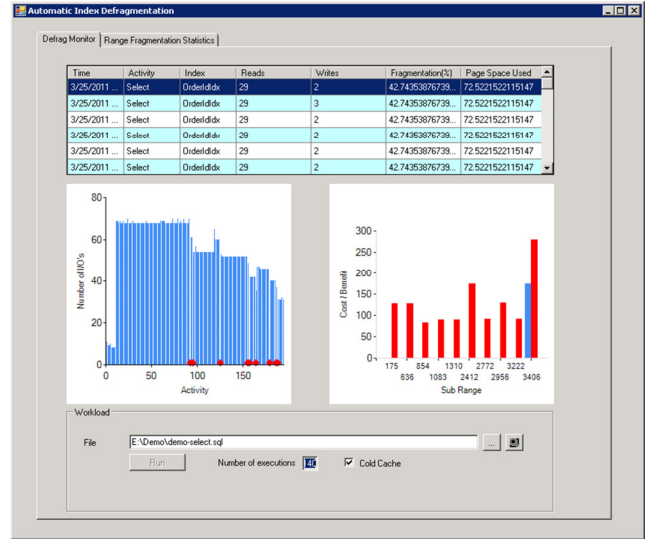 Automatic Index Defragmentation
Defrag Monitor Range Fragmentation Statistics
Time Activity Index Reads Writes Fragmentation(%) Page Space Used
3/25/2011 ... Select OrderIdIdx 29 2 42.74353876739... 72.5221522115147
3/25/2011 ... Select OrderIdIdx 29 3 42.74353876739... 72.5221522115147
3/25/2011 ... Select OrderIdIdx 29 2 42.74353876739... 72.5221522115147
3/25/2011 ... Select OrderIdIdx 29 2 42.74353876739... 72.5221522115147
3/25/2011 ... Select OrderIdIdx 29 2 42.74353876739... 72.5221522115147
3/25/2011 ... Select OrderIdIdx 29 2 42.74353876739... 72.5221522115147
Number of I/O's
80
60
40
20
0
0 50 100 150
Activity
Cost / Benefit
300
250
200
150
100
50
0
175 854 1310 2772 3222
636 1083 2412 2956 3406
Sub Range
Workload
File E:\Demo\demo-select.sql ...
Run Number of executions 40 Cold Cache